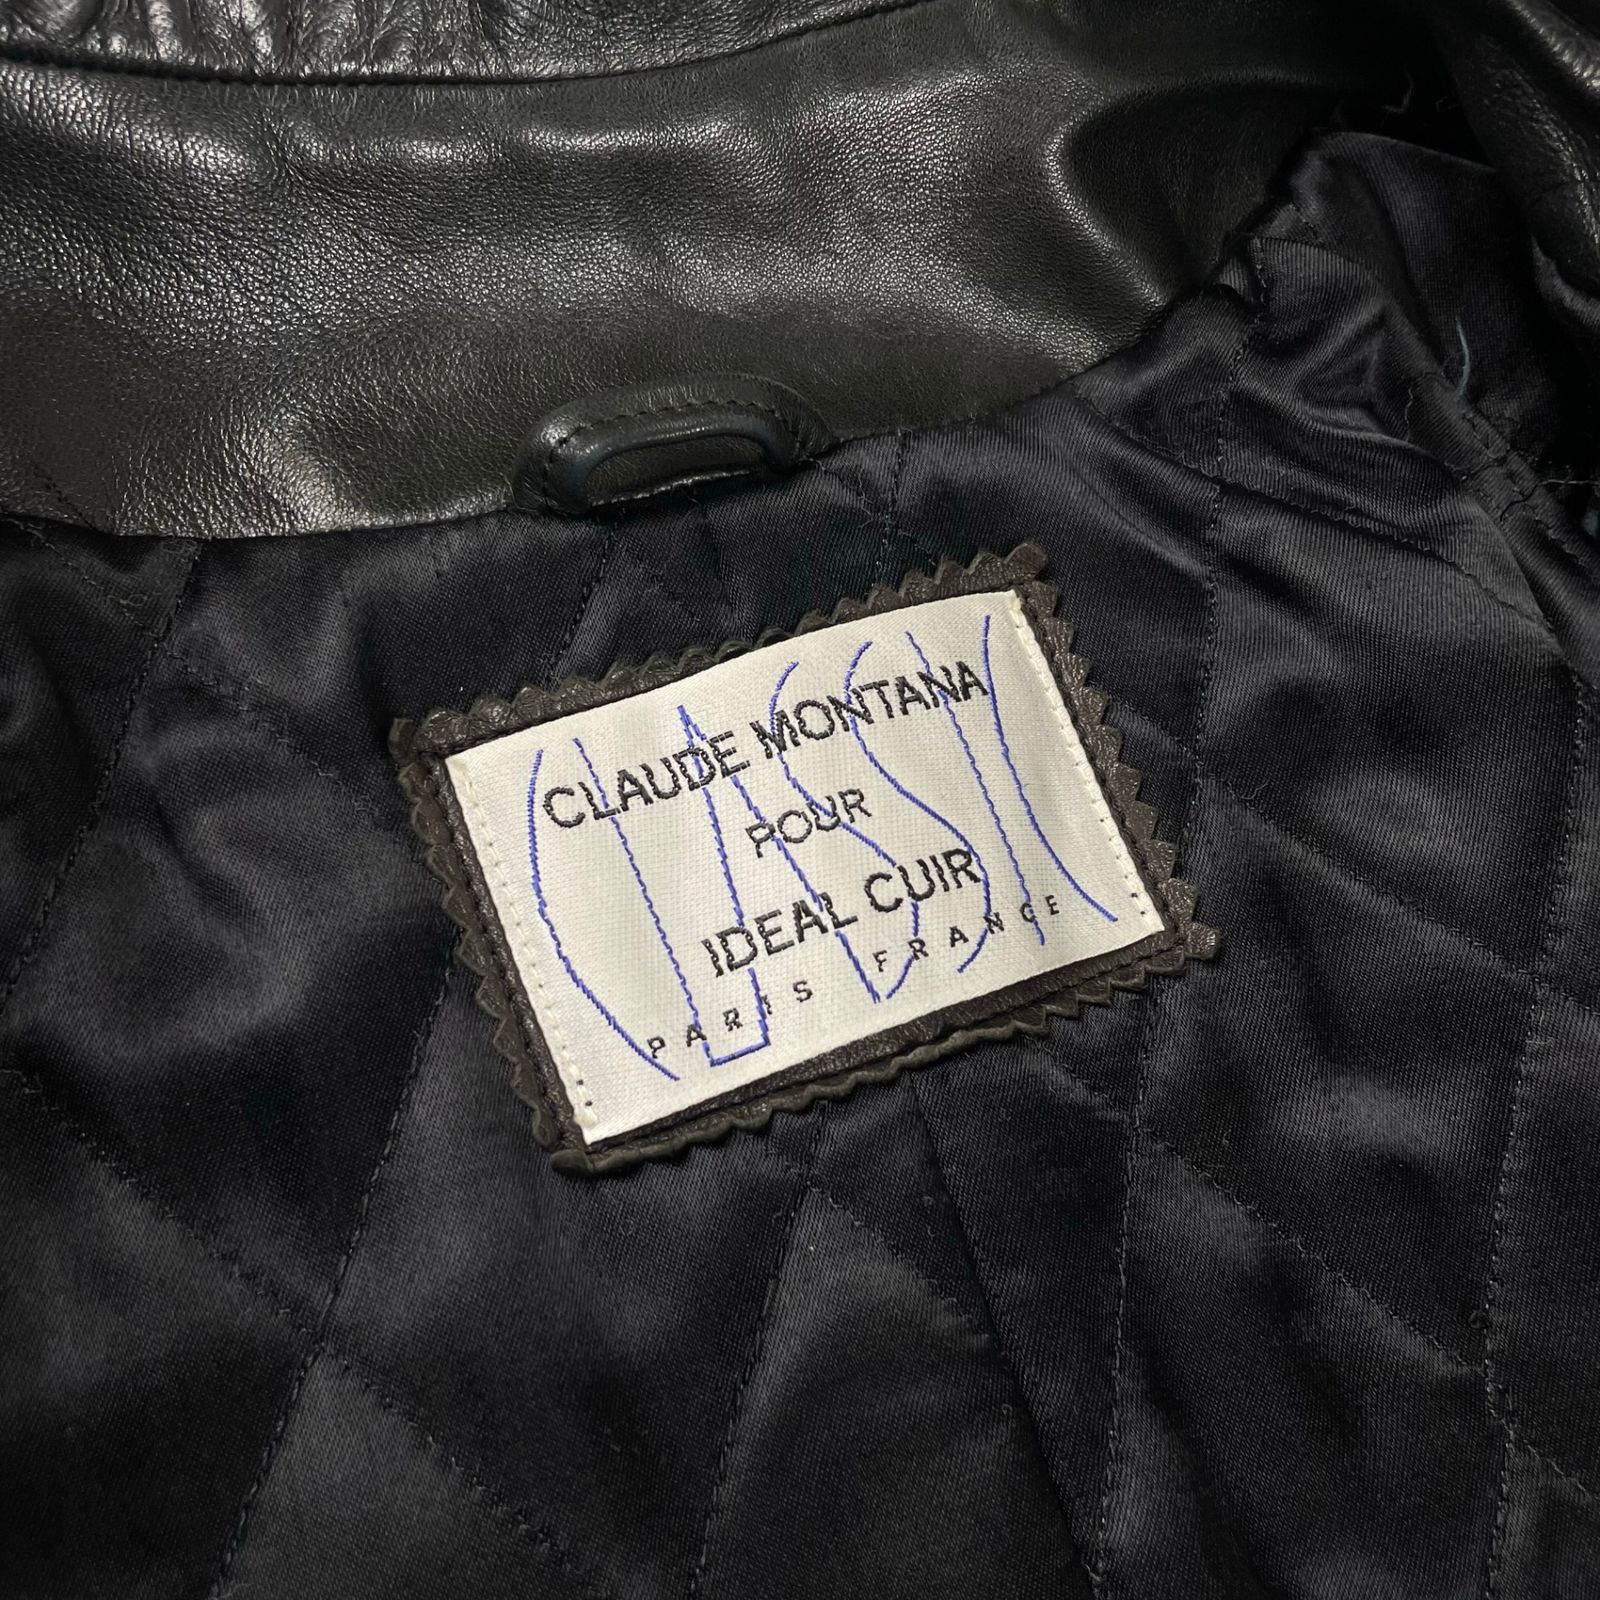 CLAUDE MONTANA
POUR
IDEAL CUIR
PARIS FRANCE